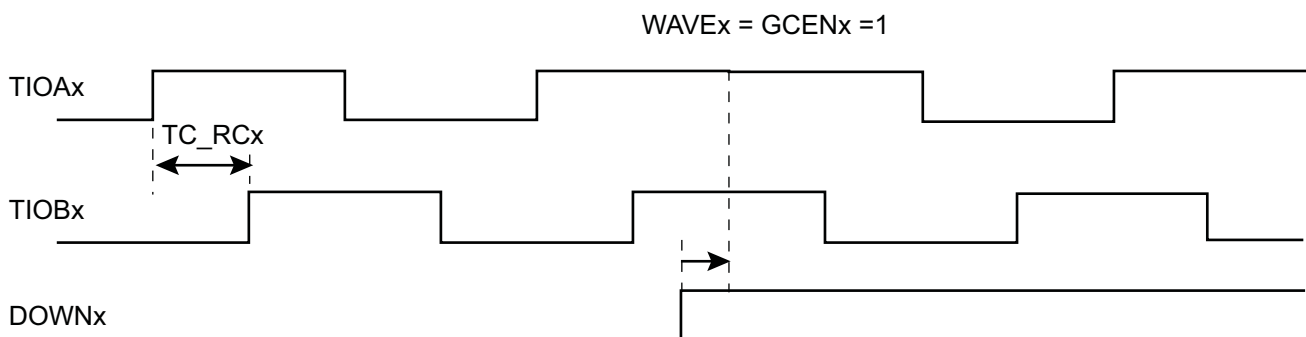 WAVEx = GCENx =1
TIOAx
TC_RCx
TIOBx
DOWNx